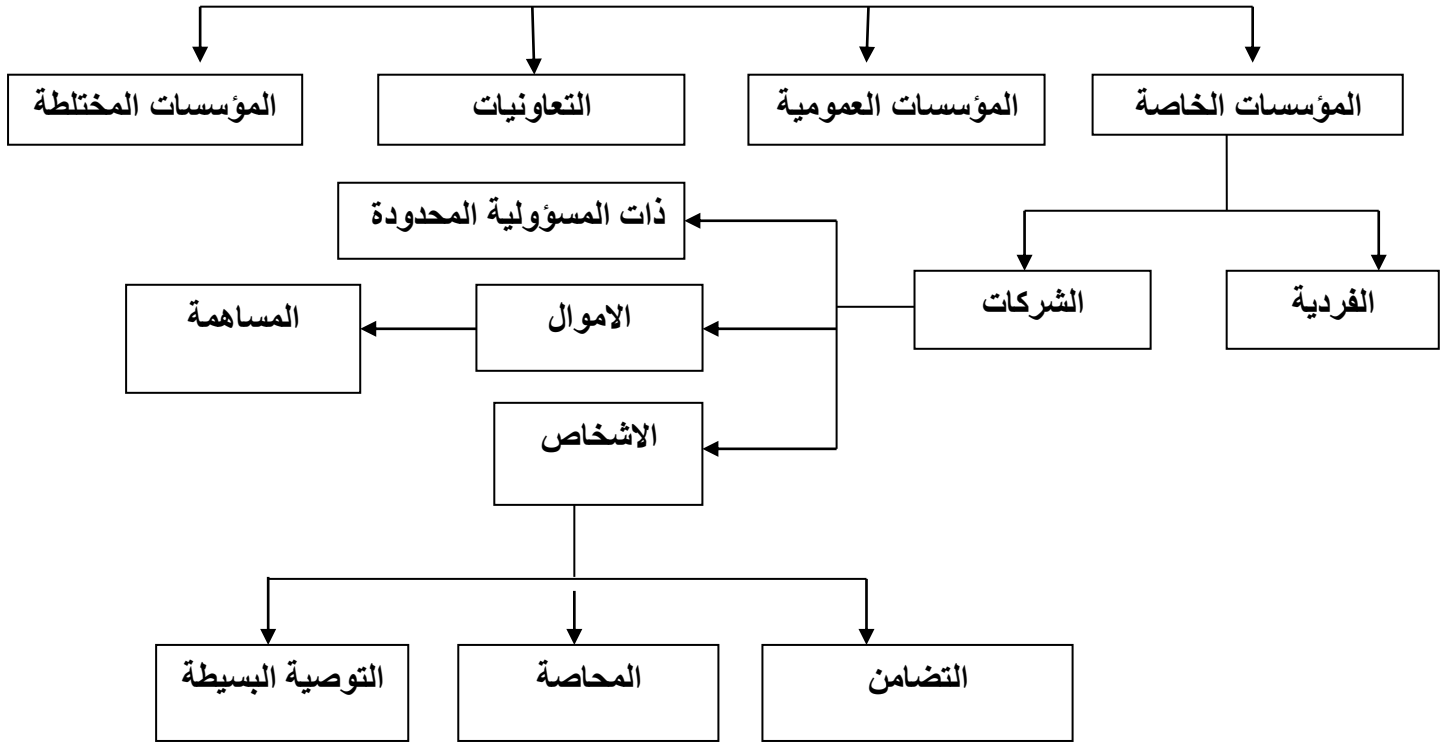 المؤسسات الخاصة
المؤسسات العمومية
التعاونيات
المؤسسات المختلطة
ذات المسؤولية المحدودة
الفردية
الشركات
الاموال
المساهمة
الاشخاص
التضامن
المحاصة
التوصية البسيطة